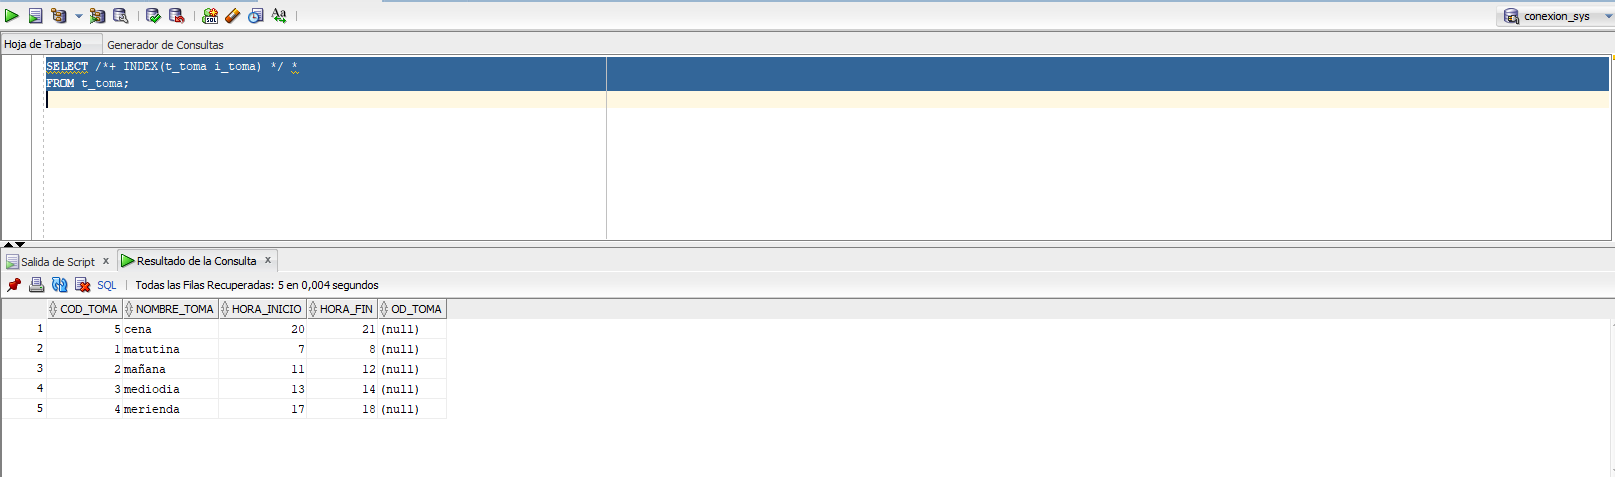 SQL
Aa
conexion_sys
Hoja de Trabajo
Generador de Consultas
SELECT /*+ INDEX(t_toma i_toma) */ *
FROM t_toma;
Salida de Script x
Resultado de la Consulta x
SQL
Todas las Filas Recuperadas: 5 en 0,004 segundos
COD_TOMA NOMBRE_TOMA HORA_INICIO HORA_FIN OD_TOMA
1 5 cena 20 21 (null)
2 1 matutina 7 8 (null)
3 2 mañana 11 12 (null)
4 3 mediodia 13 14 (null)
5 4 merienda 17 18 (null)